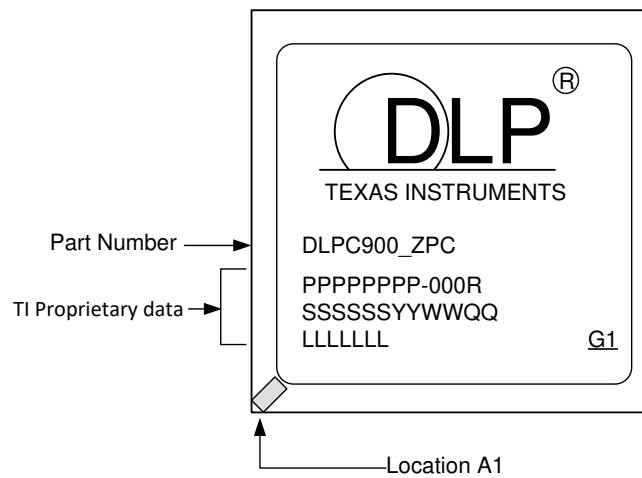 DLP®
TEXAS INSTRUMENTS
Part Number
DLPC900_ZPC
TI Proprietary data
PPPPPPPP-000R
SSSSSSYYWWQQ
LLLLLLL
G1
Location A1